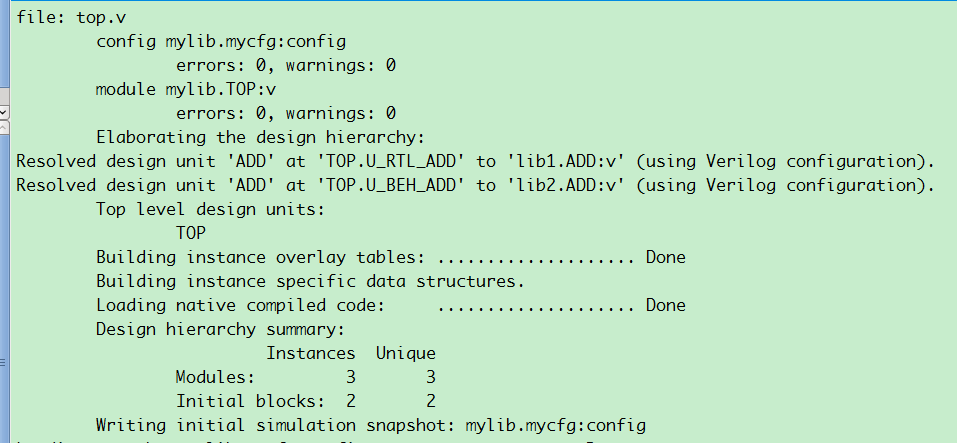 file: top.v
config mylib.mycfg:config
errors: 0, warnings: 0
module mylib.TOP:v
errors: 0, warnings: 0
Elaborating the design hierarchy:
Resolved design unit 'ADD' at 'TOP.U_RTL_ADD' to 'lib1.ADD:v' (using Verilog configuration).
Resolved design unit 'ADD' at 'TOP.U_BEH_ADD' to 'lib2.ADD:v' (using Verilog configuration).
Top level design units:
TOP
Building instance overlay tables: .................... Done
Building instance specific data structures.
Loading native compiled code: .................... Done
Design hierarchy summary:
Instances Unique
Modules: 3 3
Initial blocks: 2 2
Writing initial simulation snapshot: mylib.mycfg:config